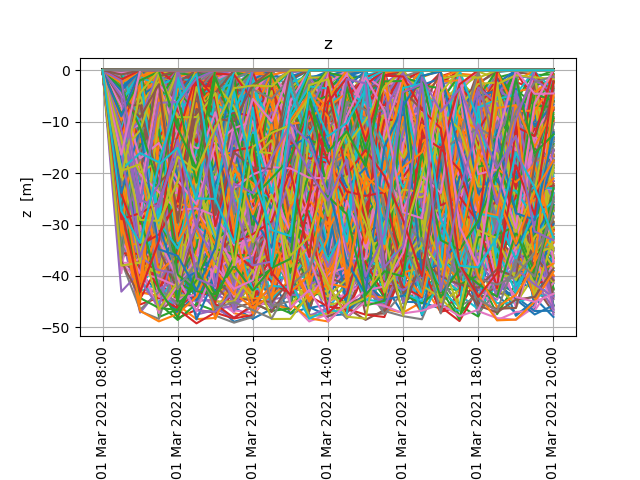 z
0
−10
−20
−30
−40
−50
z [m]
01 Mar 2021 08:00
01 Mar 2021 10:00
01 Mar 2021 12:00
01 Mar 2021 14:00
01 Mar 2021 16:00
01 Mar 2021 18:00
01 Mar 2021 20:00